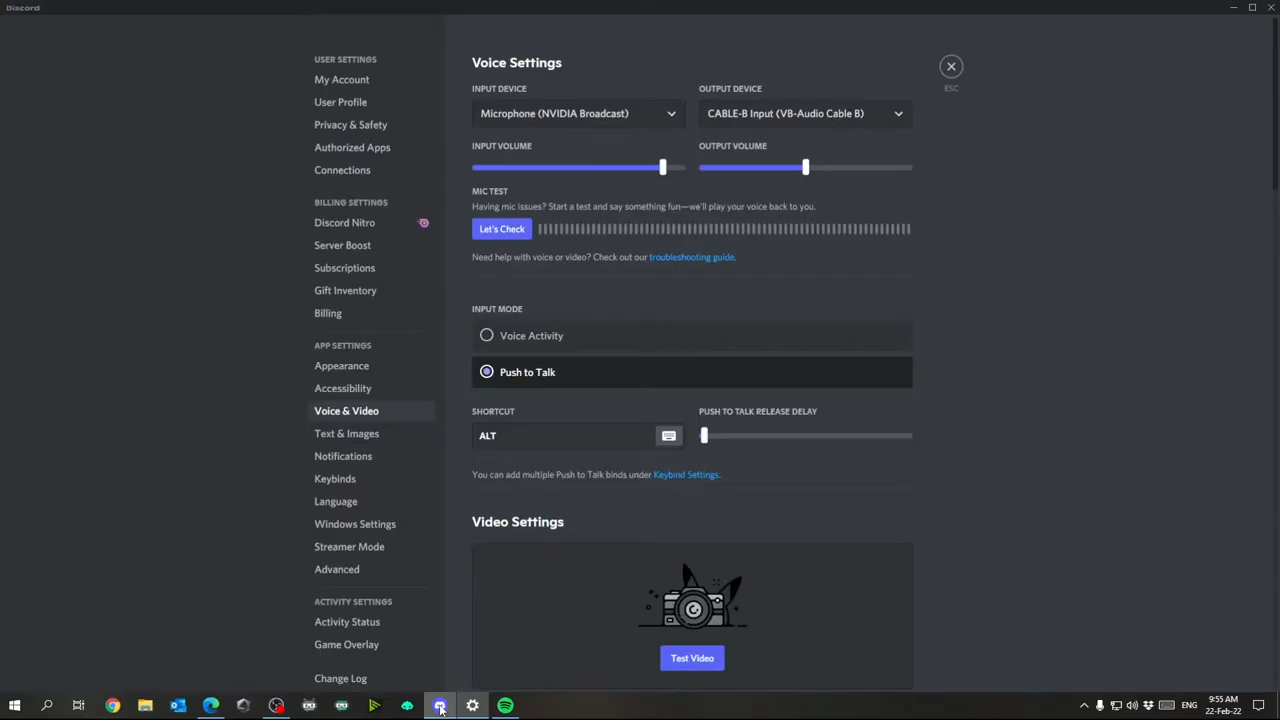 Discord
USER SETTINGS
My Account
User Profile
Privacy & Safety
Authorized Apps
Connections
BILLING SETTINGS
Discord Nitro
Server Boost
Subscriptions
Gift Inventory
Billing
APP SETTINGS
Appearance
Accessibility
Voice & Video
Text & Images
Notifications
Keybinds
Language
Windows Settings
Streamer Mode
Advanced
ACTIVITY SETTINGS
Activity Status
Game Overlay
Change Log
Voice Settings
ESC
INPUT DEVICE
Microphone (NVIDIA Broadcast)
OUTPUT DEVICE
CABLE-B Input (VB-Audio Cable B)
INPUT VOLUME
OUTPUT VOLUME
MIC TEST
Having mic issues? Start a test and say something fun—we'll play your voice back to you.
Let's Check
Need help with voice or video? Check out our troubleshooting guide.
INPUT MODE
Voice Activity
Push to Talk
SHORTCUT
ALT
PUSH TO TALK RELEASE DELAY
You can add multiple Push to Talk binds under Keybind Settings.
Video Settings
Test Video
ENG
9:55 AM
22-Feb-22